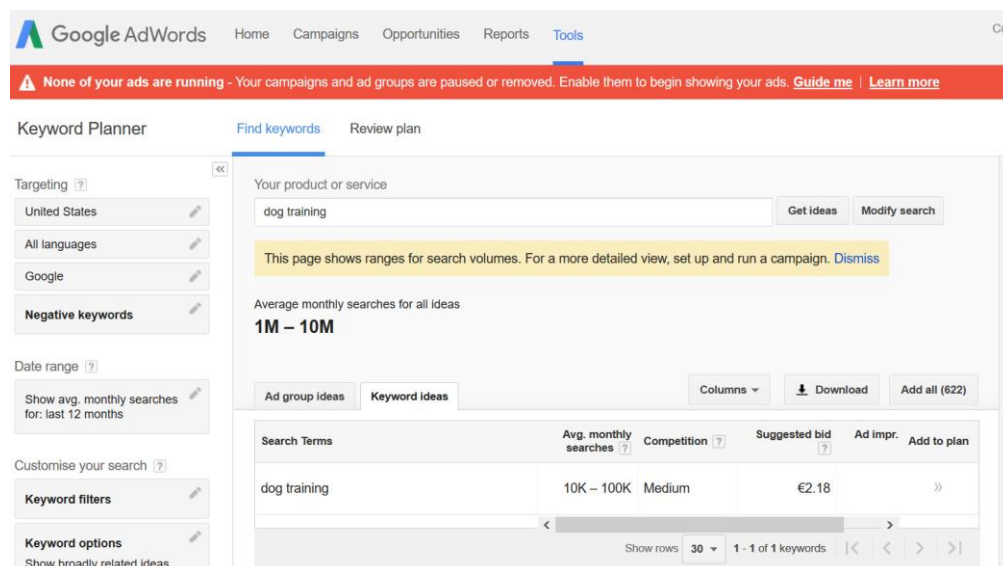 Google AdWords Home Campaigns Opportunities Reports Tools
None of your ads are running - Your campaigns and ad groups are paused or removed. Enable them to begin showing your ads. Guide me | Learn more
Keyword Planner Find keywords Review plan
Targeting ?
United States
All languages
Google
Negative keywords
Date range ?
Show avg. monthly searches
for: last 12 months
Customise your search ?
Keyword filters
Keyword options
Show broadly related ideas
Your product or service
dog training Get ideas Modify search
This page shows ranges for search volumes. For a more detailed view, set up and run a campaign. Dismiss
Average monthly searches for all ideas
1M – 10M
Ad group ideas Keyword ideas Columns Download Add all (622)
Search Terms Avg. monthly searches ? Competition ? Suggested bid ? Ad impr. Add to plan
dog training 10K – 100K Medium €2.18 »
Show rows 30 1 - 1 of 1 keywords